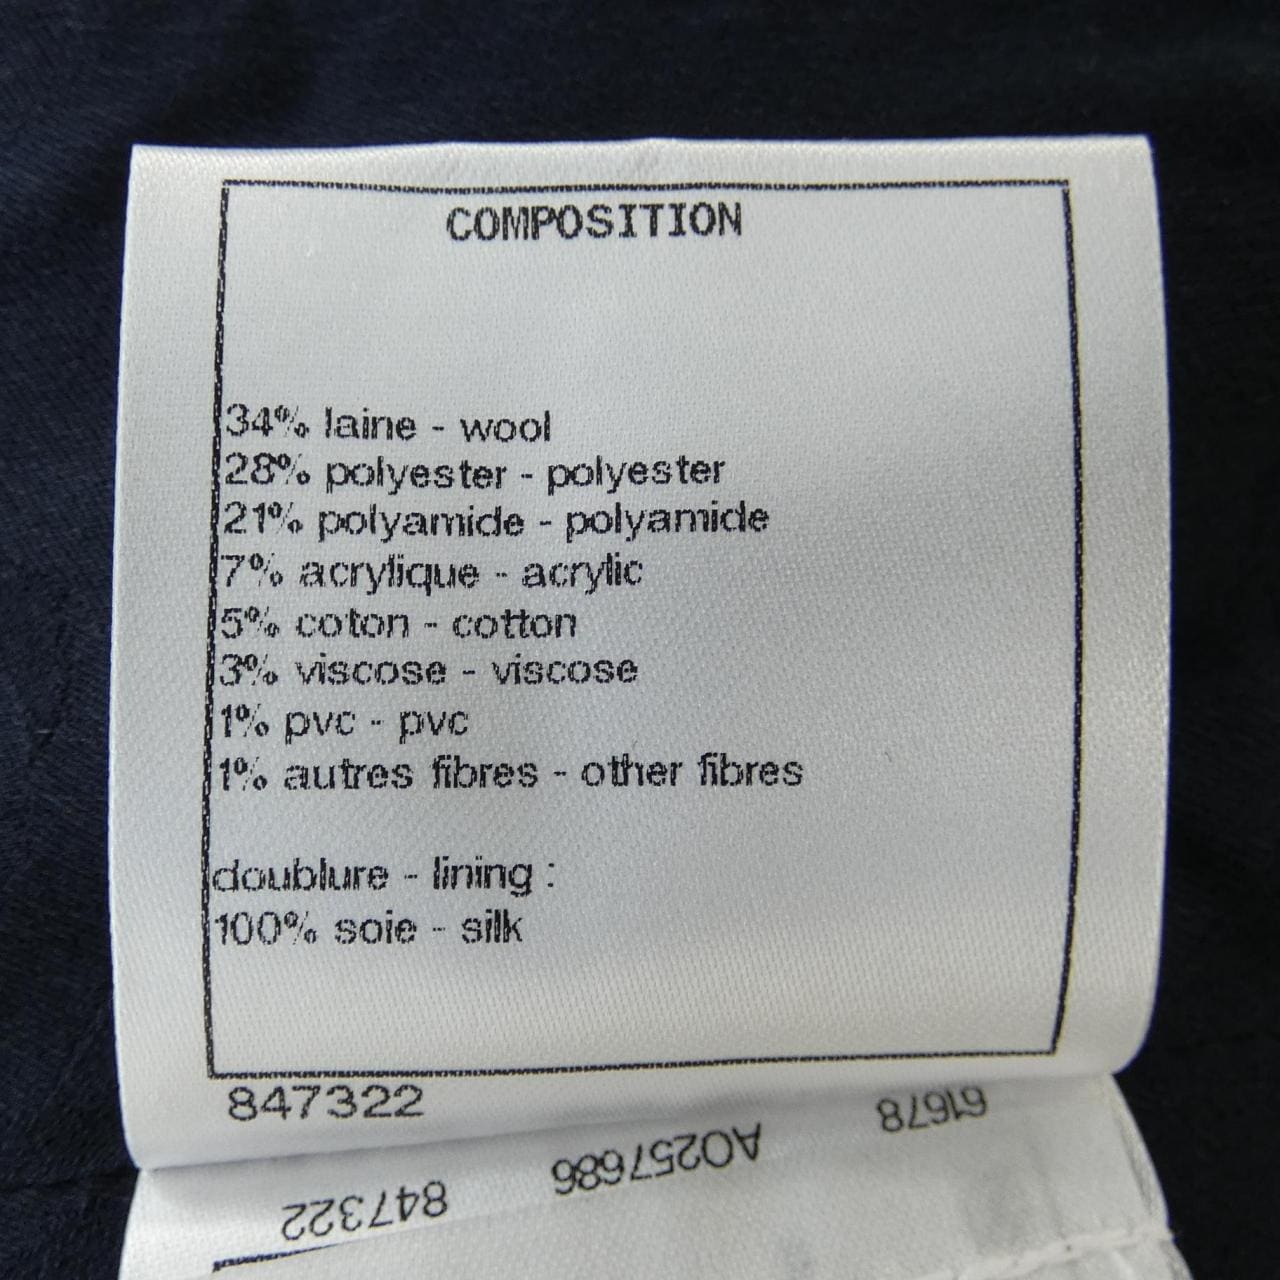 COMPOSITION
34% laine - wool
28% polyester - polyester
21% polyamide - polyamide
7% acrylique - acrylic
5% coton - cotton
3% viscose - viscose
1% pvc - pvc
1% autres fibres - other fibres
doublure - lining :
100% soie - silk
847322
61678
AO257686
847322